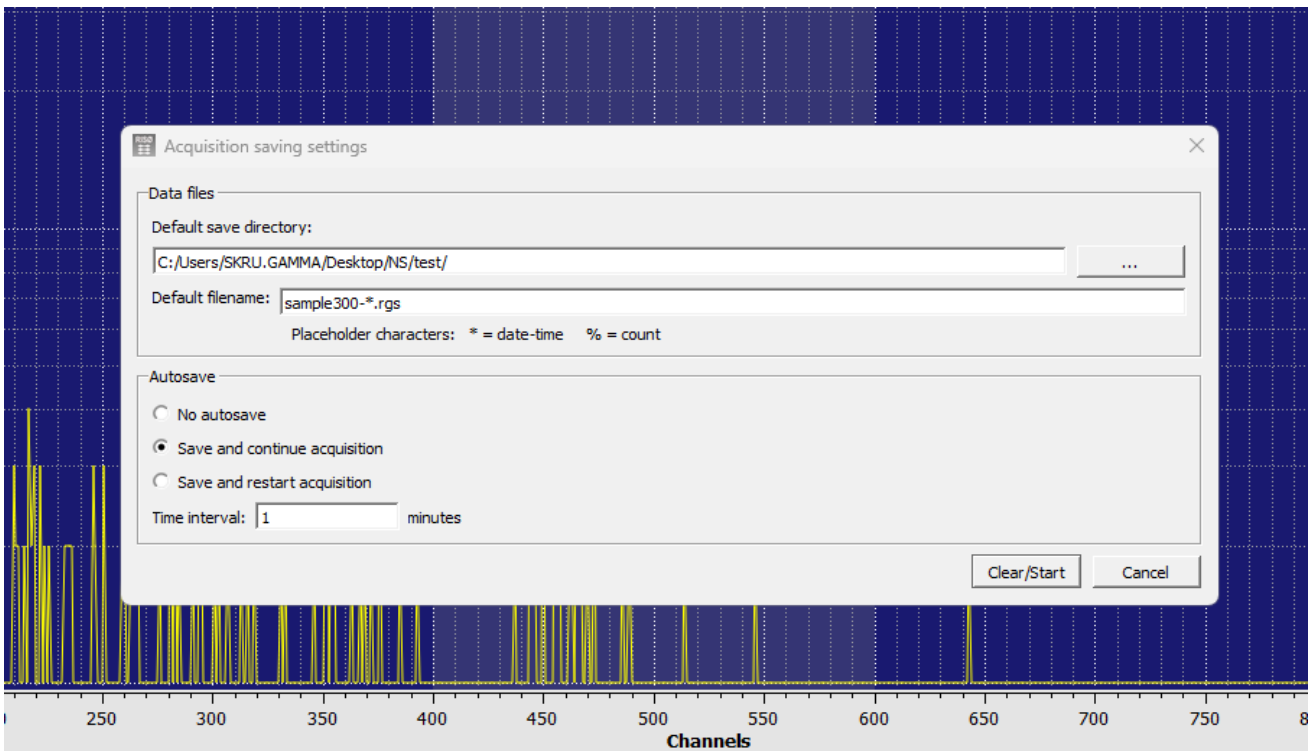 RISØ
Acquisition saving settings
Data files
Default save directory:
C:/Users/SKRU.GAMMA/Desktop/NS/test/
...
Default filename: sample300-*.rgs
Placeholder characters: * = date-time % = count
Autosave
No autosave
Save and continue acquisition
Save and restart acquisition
Time interval: 1 minutes
Clear/Start Cancel
250 300 350 400 450 500 550 600 650 700 750 8
Channels